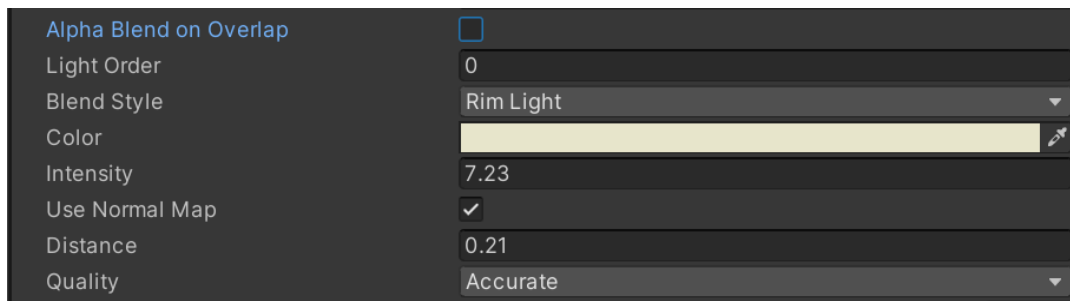 Alpha Blend on Overlap
Light Order 0
Blend Style Rim Light
Color
Intensity 7.23
Use Normal Map
Distance 0.21
Quality Accurate